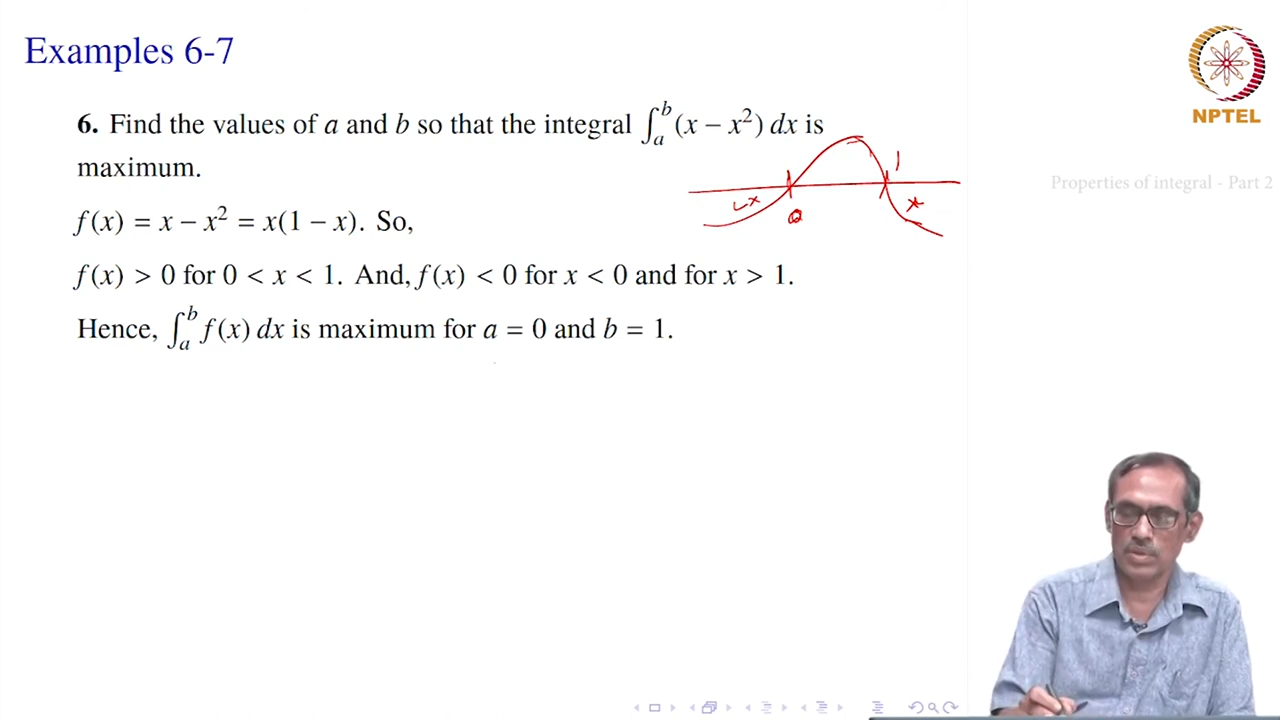 Examples 6-7
NPTEL
6. Find the values of a and b so that the integral ∫_a^b (x − x²) dx is
maximum.
Properties of integral - Part 2
f(x) = x − x² = x(1 − x). So,
f(x) > 0 for 0 < x < 1. And, f(x) < 0 for x < 0 and for x > 1.
Hence, ∫_a^b f(x) dx is maximum for a = 0 and b = 1.